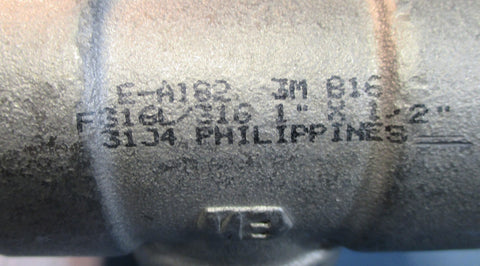 E-A182 3M B16
F316L/316 1" X 1/2"
31J4 PHILIPPINES